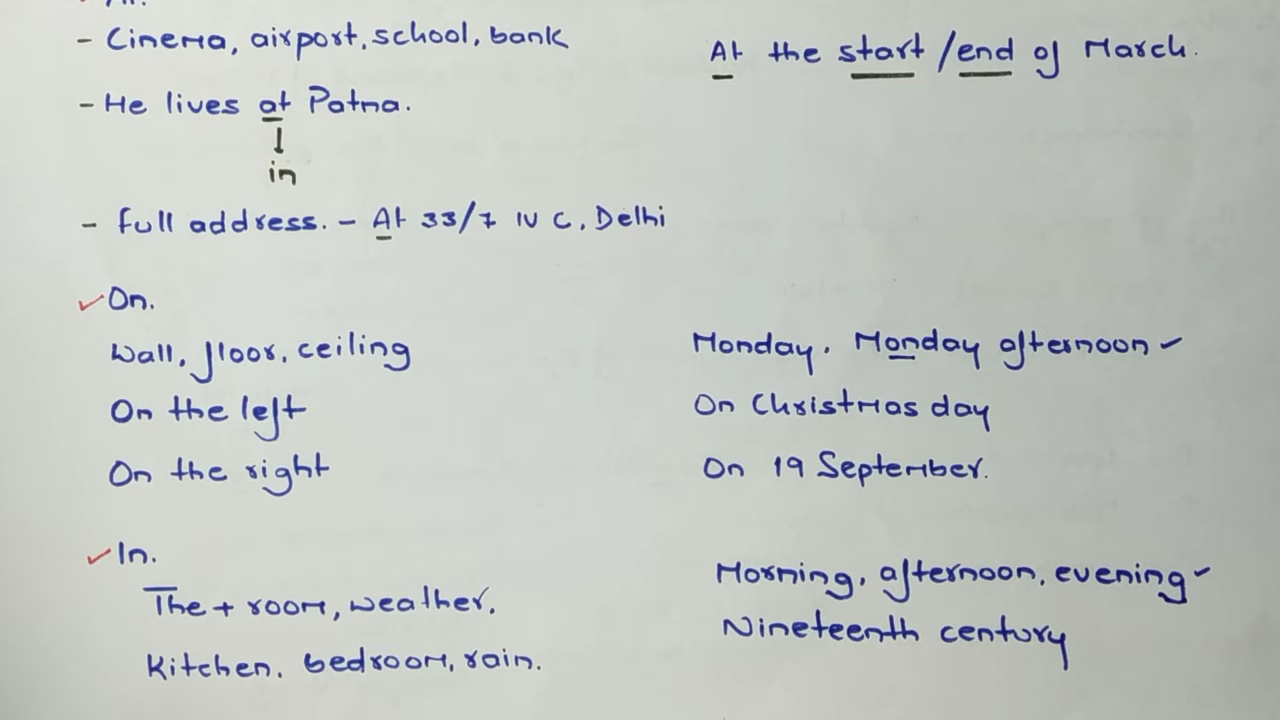 At.
- Cinema, airport, school, bank
At the start / end of March.
- He lives at Patna.
in
- full address. - At 33/7 IV C, Delhi
On.
Wall, floor, ceiling
Monday, Monday afternoon
On the left
On Christmas day
On the right
On 19 September.
In.
Morning, afternoon, evening
The + room, weather,
Nineteenth century
Kitchen, bedroom, rain.